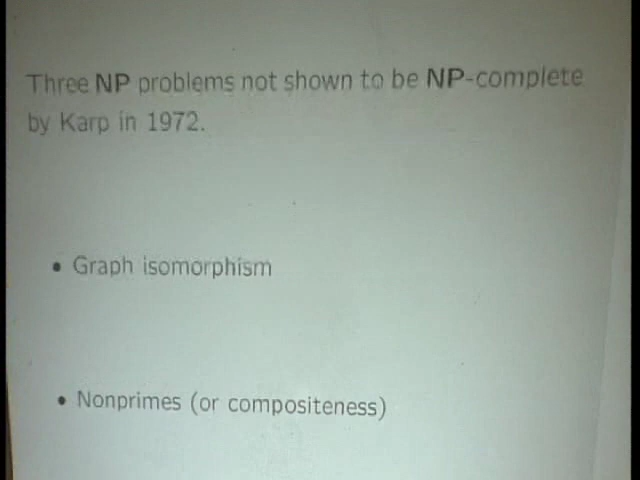 Three NP problems not shown to be NP-complete
by Karp in 1972.
• Graph isomorphism
• Nonprimes (or compositeness)